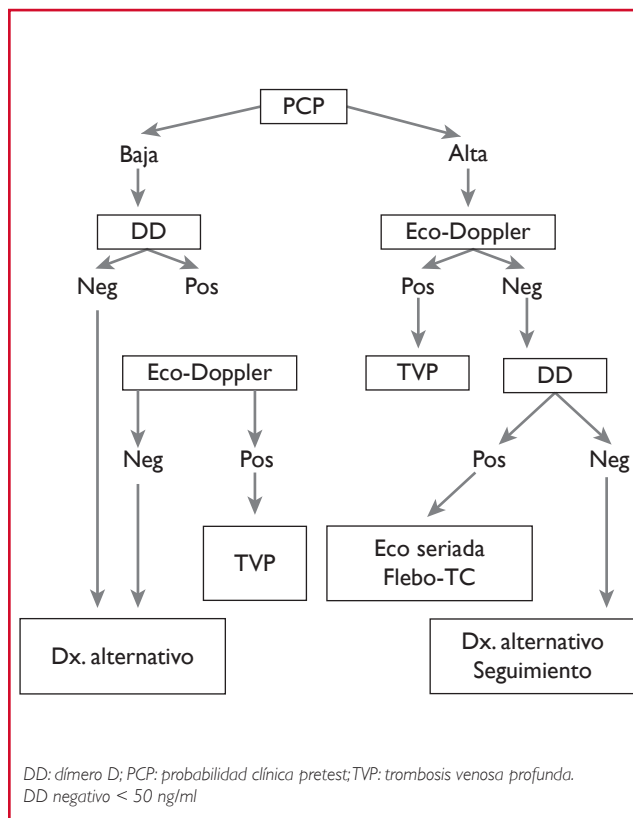 PCP
Baja
Alta
DD
Eco-Doppler
Neg
Pos
Pos
Neg
Eco-Doppler
TVP
DD
Neg
Pos
Pos
Neg
TVP
Eco seriada
Flebo-TC
Dx. alternativo
Dx. alternativo
Seguimiento
DD: dímero D; PCP: probabilidad clínica pretest; TVP: trombosis venosa profunda.
DD negativo < 50 ng/ml